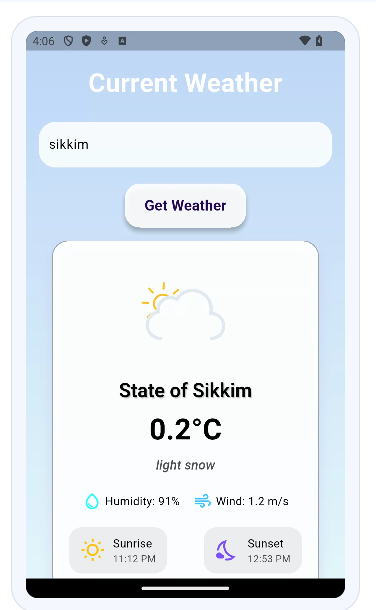 4:06
Current Weather
sikkim
Get Weather
State of Sikkim
0.2°C
light snow
Humidity: 91% Wind: 1.2 m/s
Sunrise
11:12 PM
Sunset
12:53 PM